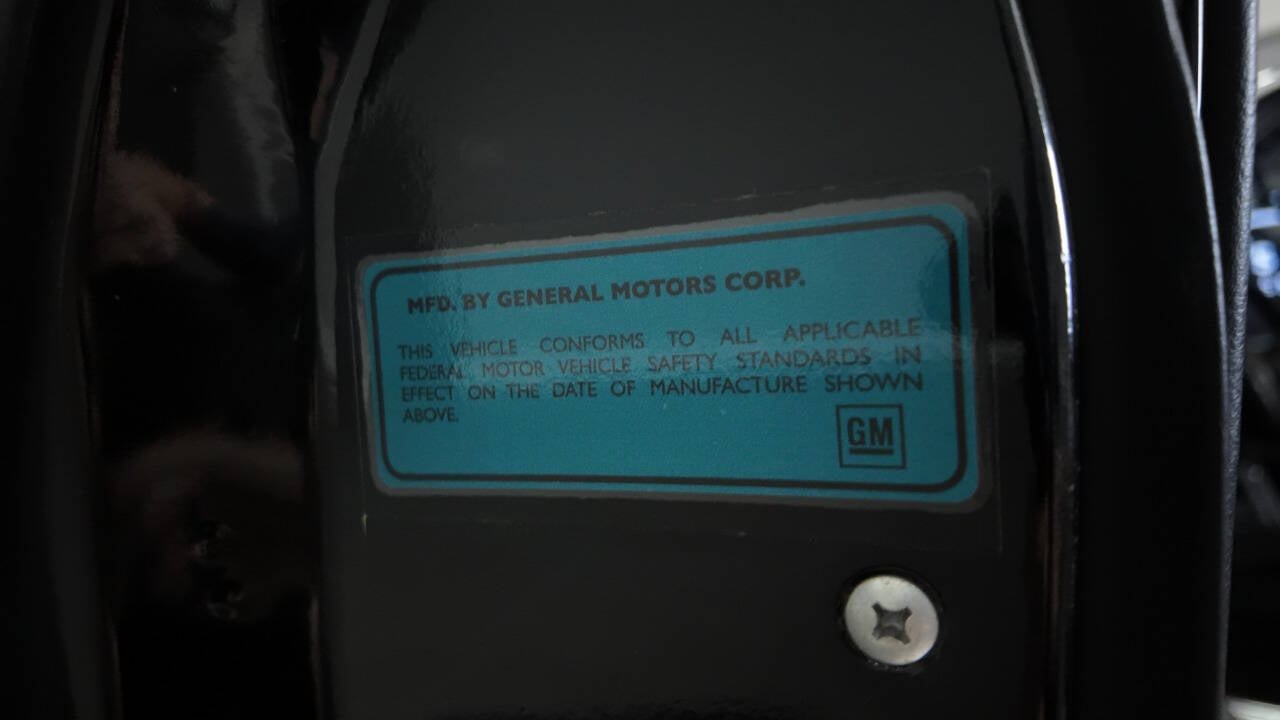 MFD. BY GENERAL MOTORS CORP.
THIS VEHICLE CONFORMS TO ALL APPLICABLE
FEDERAL MOTOR VEHICLE SAFETY STANDARDS IN
EFFECT ON THE DATE OF MANUFACTURE SHOWN
ABOVE.
GM